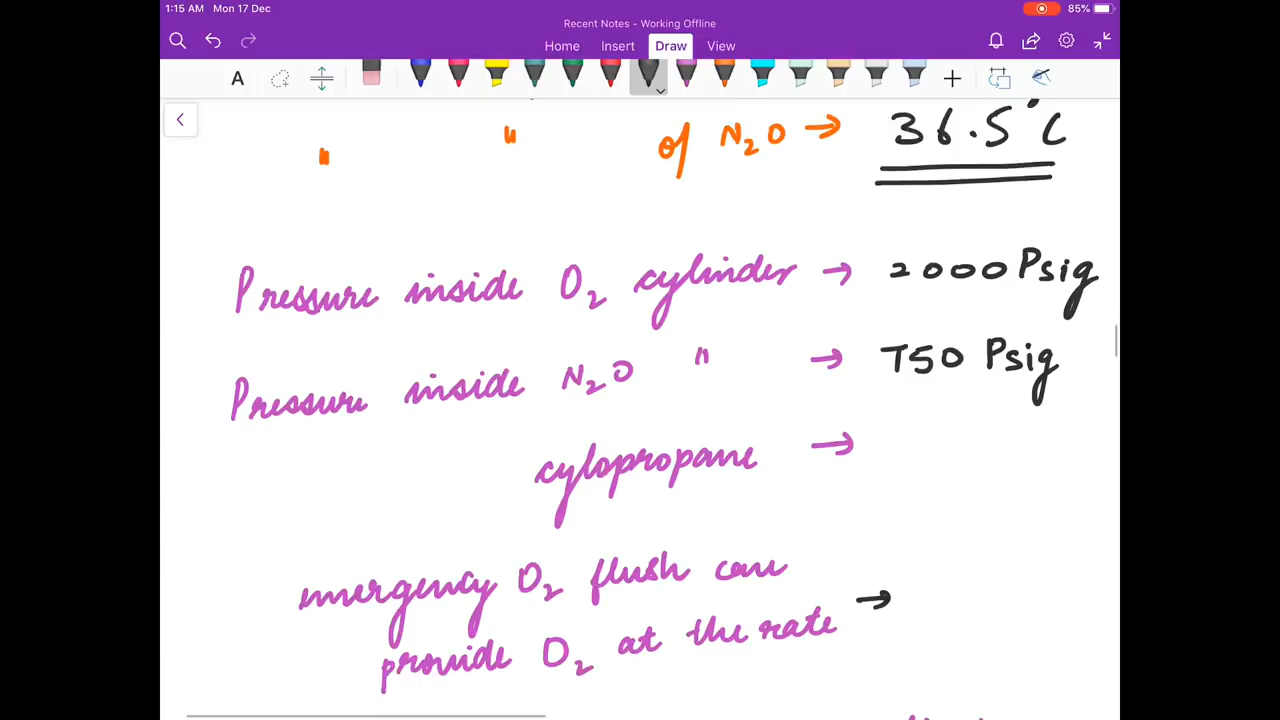 1:15 AM Mon 17 Dec
85%
Recent Notes - Working Offline
Home Insert Draw View
A
" " of N₂O → 36.5°C
Pressure inside O₂ cylinder → 2000 Psig
Pressure inside N₂O " → 750 Psig
cylopropane →
emergency O₂ flush can
provide O₂ at the rate →